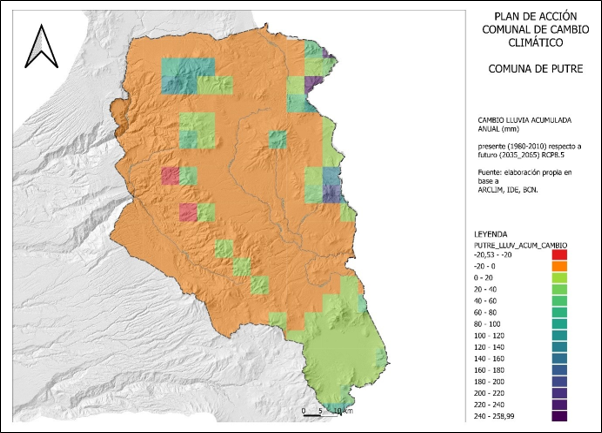 PLAN DE ACCIÓN
COMUNAL DE CAMBIO
CLIMÁTICO
COMUNA DE PUTRE
CAMBIO LLUVIA ACUMULADA
ANUAL (mm)
presente (1980-2010) respecto a
futuro (2035_2065) RCP8.5
Fuente: elaboración propia en
base a
ARCLIM, IDE, BCN.
LEYENDA
PUTRE_LLUV_ACUM_CAMBIO
-20,53 - -20
-20 - 0
0 - 20
20 - 40
40 - 60
60 - 80
80 - 100
100 - 120
120 - 140
140 - 160
160 - 180
180 - 200
200 - 220
220 - 240
240 - 258,99
0 5 10 km